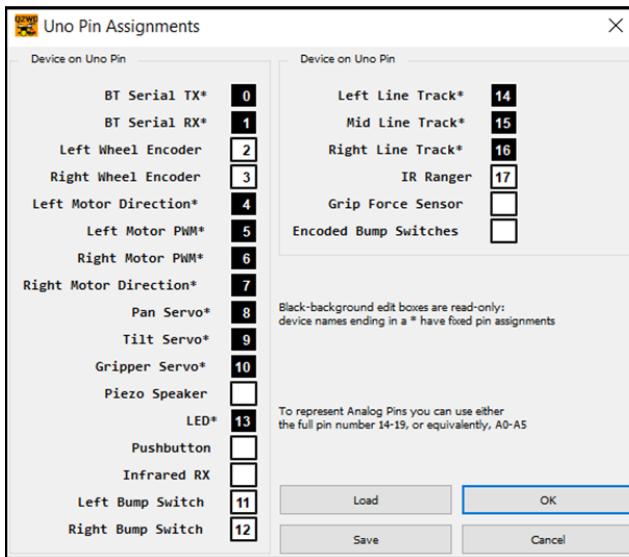 Uno Pin Assignments
Device on Uno Pin
BT Serial TX* 0
BT Serial RX* 1
Left Wheel Encoder 2
Right Wheel Encoder 3
Left Motor Direction* 4
Left Motor PWM* 5
Right Motor PWM* 6
Right Motor Direction* 7
Pan Servo* 8
Tilt Servo* 9
Gripper Servo* 10
Piezo Speaker
LED* 13
Pushbutton
Infrared RX
Left Bump Switch 11
Right Bump Switch 12
Device on Uno Pin
Left Line Track* 14
Mid Line Track* 15
Right Line Track* 16
IR Ranger 17
Grip Force Sensor
Encoded Bump Switches
Black-background edit boxes are read-only:
device names ending in a * have fixed pin assignments
To represent Analog Pins you can use either
the full pin number 14-19, or equivalently, A0-A5
Load OK
Save Cancel